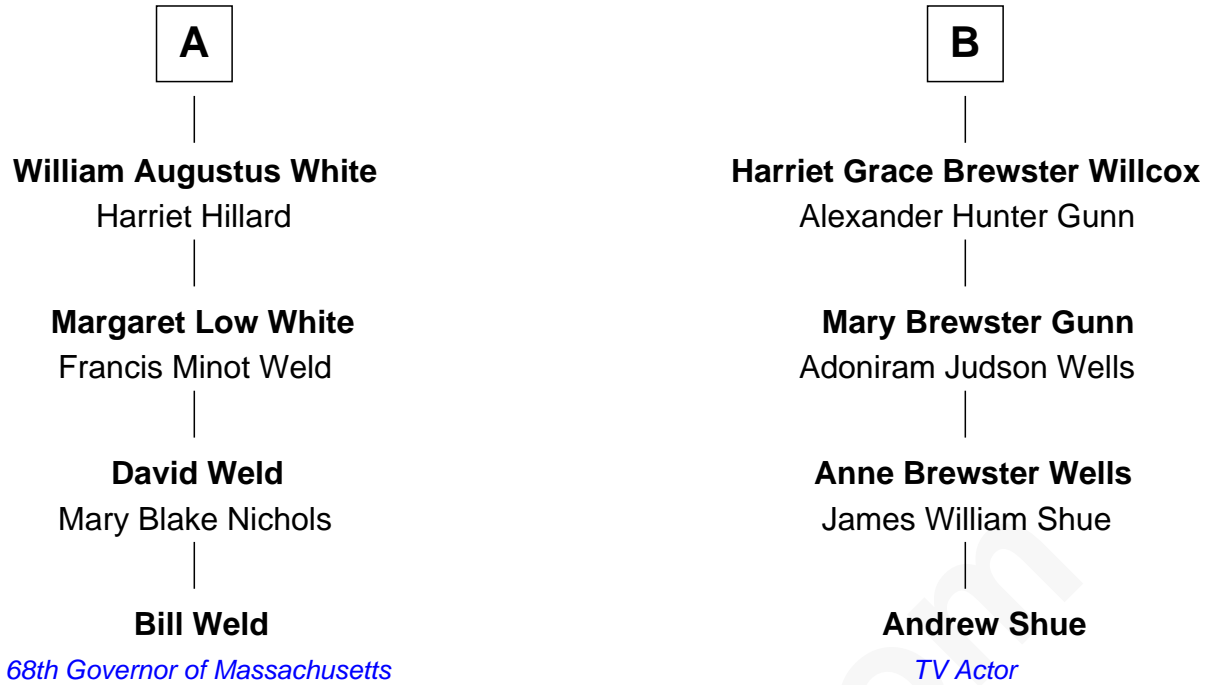 A
William Augustus White
Harriet Hillard
Margaret Low White
Francis Minot Weld
David Weld
Mary Blake Nichols
Bill Weld
68th Governor of Massachusetts
B
Harriet Grace Brewster Willcox
Alexander Hunter Gunn
Mary Brewster Gunn
Adoniram Judson Wells
Anne Brewster Wells
James William Shue
Andrew Shue
TV Actor
om